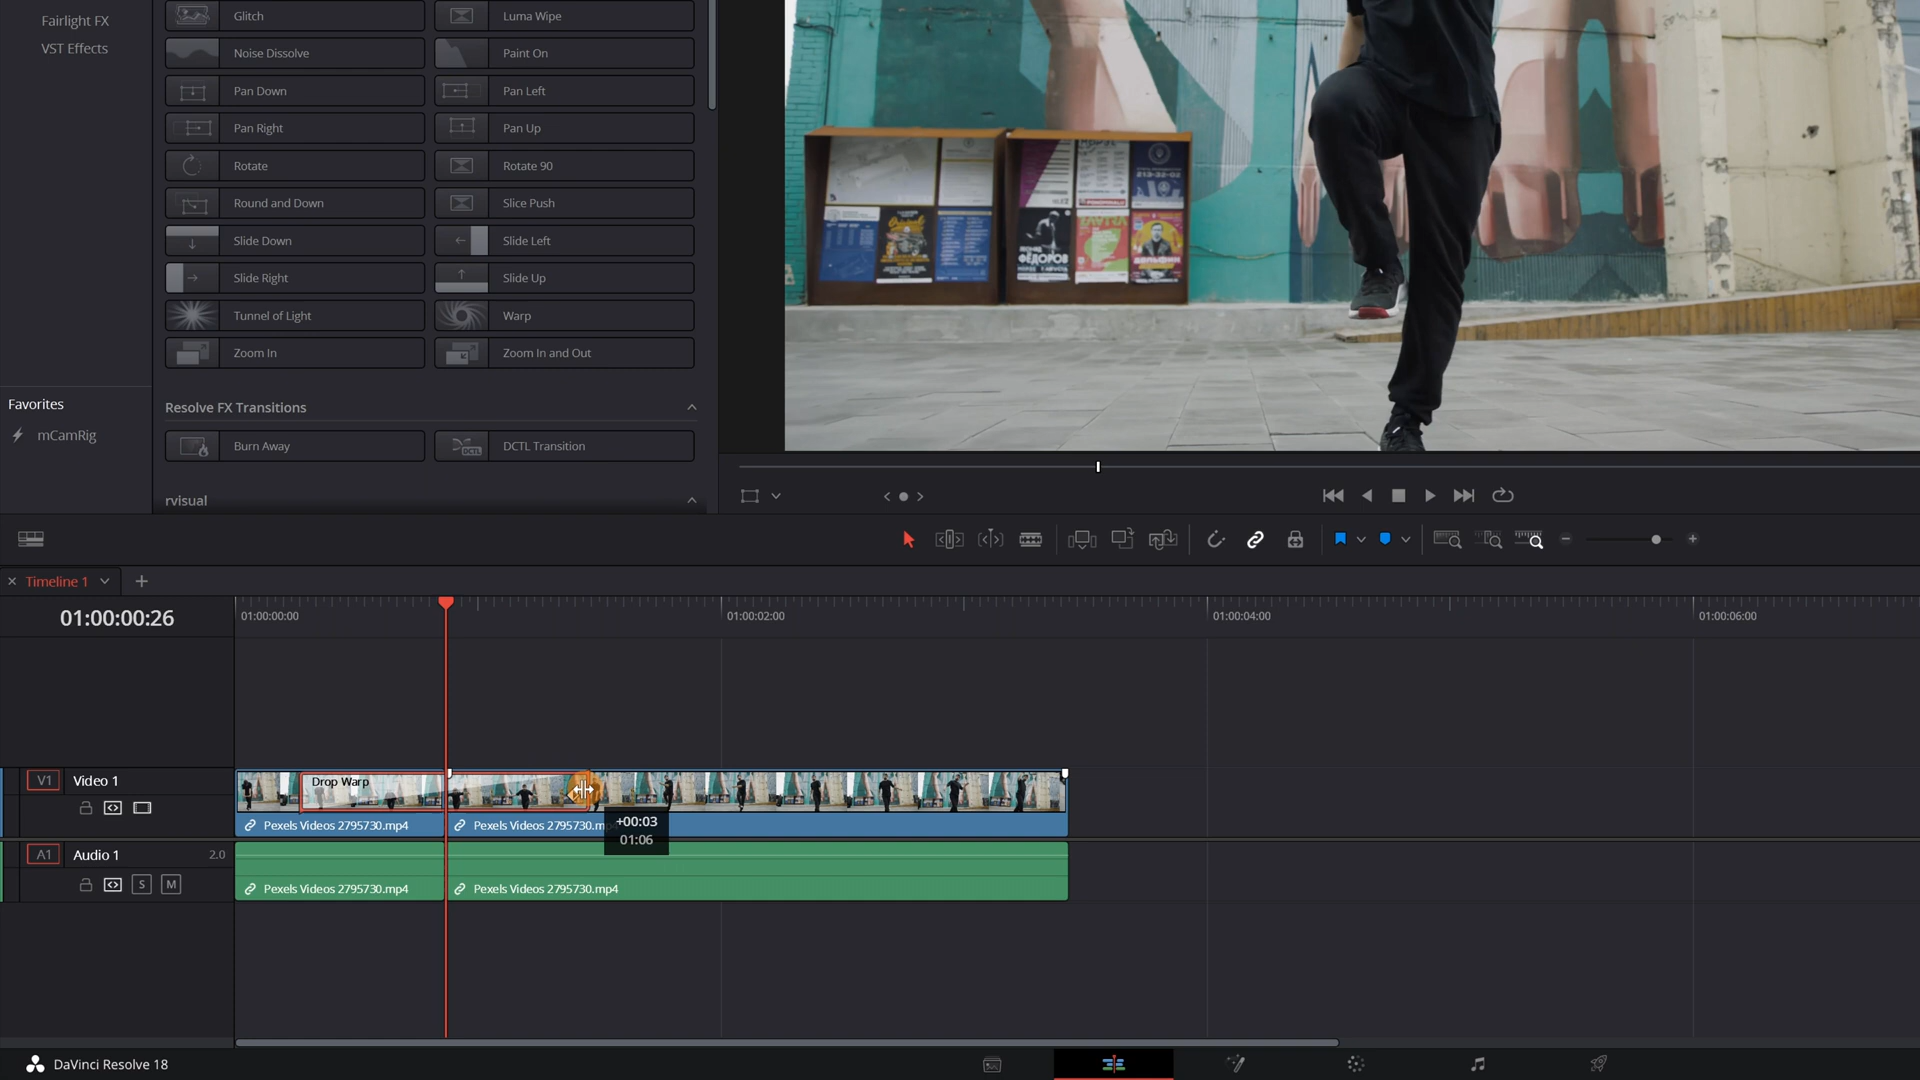 Fairlight FX
VST Effects
Favorites
mCamRig
Glitch
Luma Wipe
Noise Dissolve
Paint On
Pan Down
Pan Left
Pan Right
Pan Up
Rotate
Rotate 90
Round and Down
Slice Push
Slide Down
Slide Left
Slide Right
Slide Up
Tunnel of Light
Warp
Zoom In
Zoom In and Out
Resolve FX Transitions
Burn Away
DCTL
DCTL Transition
rvisual
213-32-02
ФЁДОРОВ
Timeline 1
01:00:00:26
01:00:00:00
01:00:02:00
01:00:04:00
01:00:06:00
V1
Video 1
Drop Warp
Pexels Videos 2795730.mp4
Pexels Videos 2795730.m
+00:03
01:06
A1
Audio 1
2.0
S
M
Pexels Videos 2795730.mp4
Pexels Videos 2795730.mp4
DaVinci Resolve 18